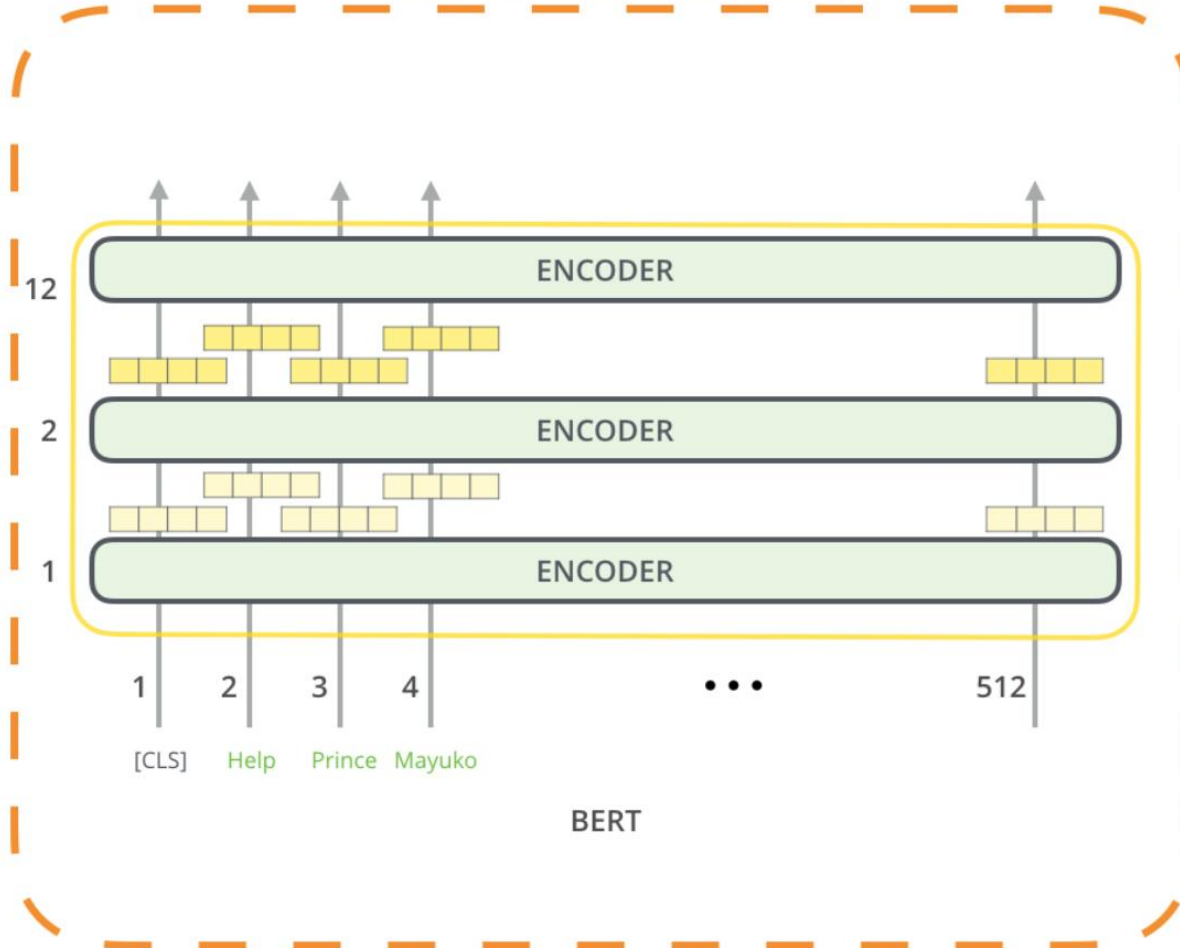 ENCODER
12
2
ENCODER
1
ENCODER
1 2 3 4 ... 512
[CLS] Help Prince Mayuko
BERT